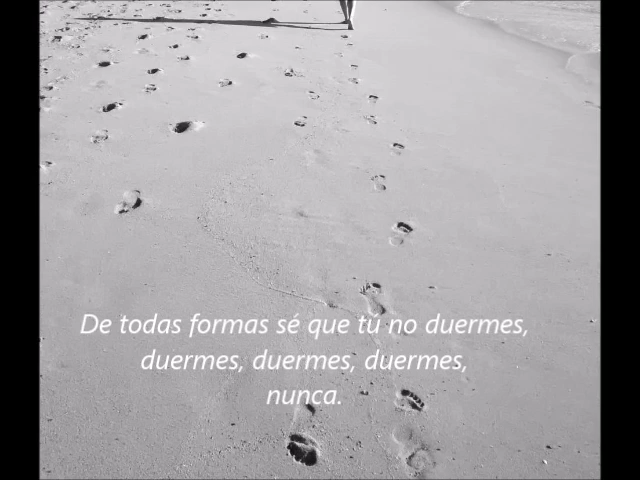 De todas formas sé que tú no duermes,
duermes, duermes, duermes,
nunca.